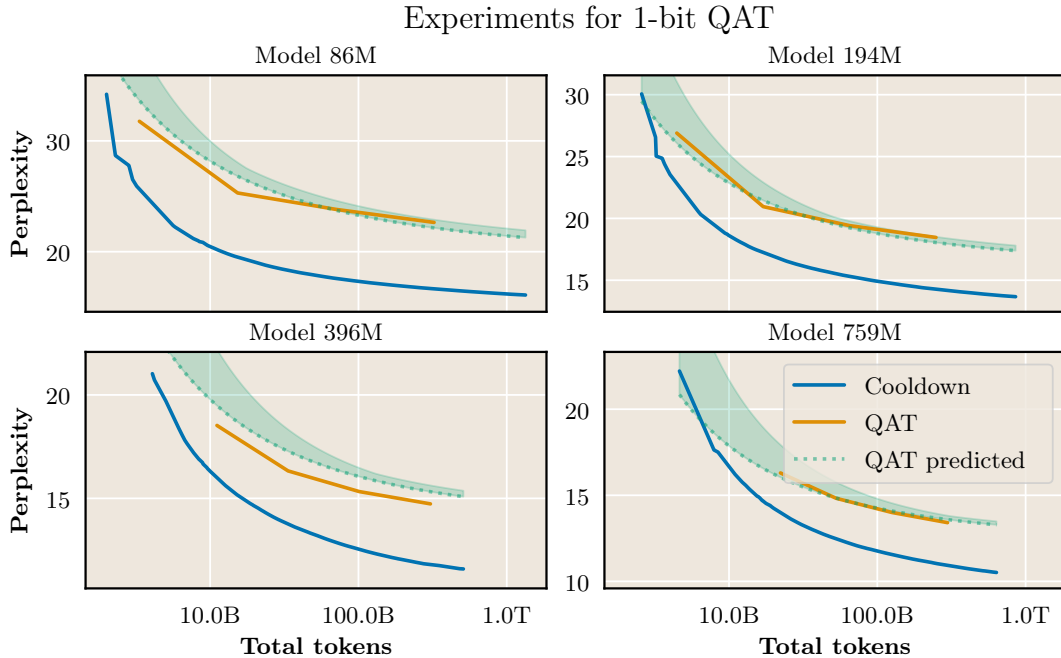 Experiments for 1-bit QAT
Model 86M
Model 194M
Perplexity
30
20
30
25
20
15
Model 396M
Model 759M
Perplexity
20
15
20
15
10
Cooldown
QAT
QAT predicted
10.0B 100.0B 1.0T
10.0B 100.0B 1.0T
Total tokens
Total tokens